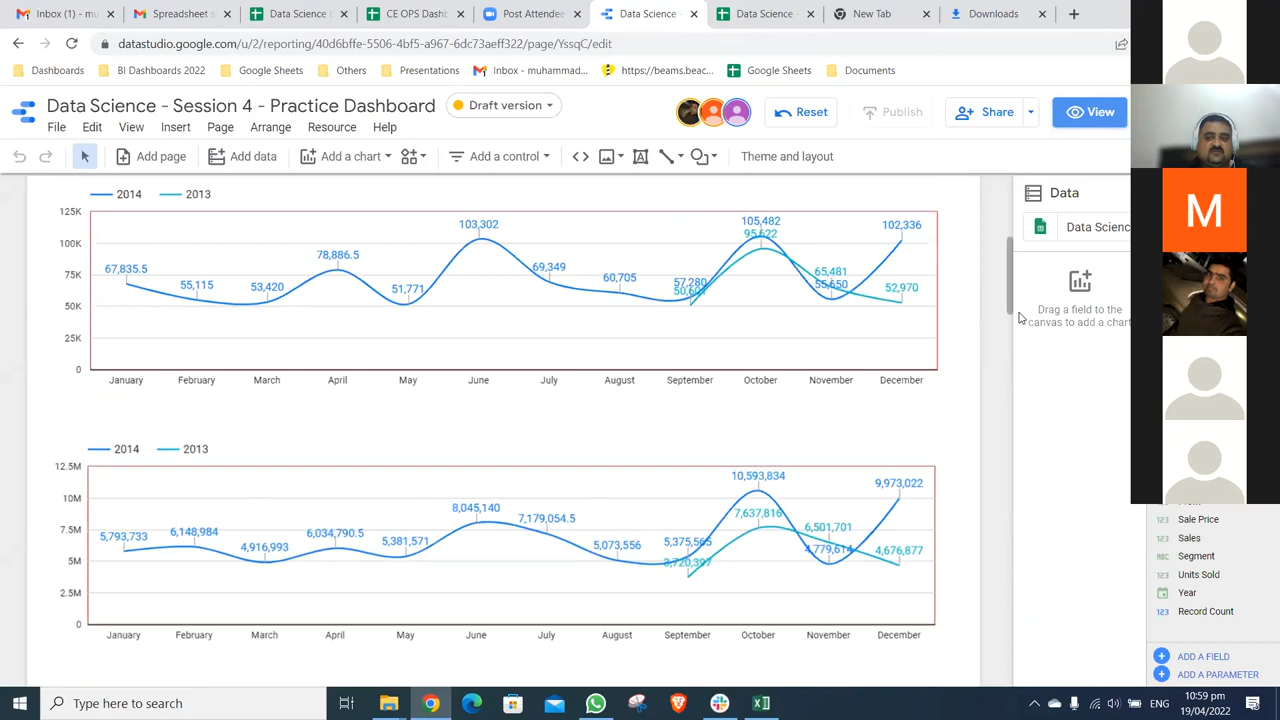 Inbox (1) - mu
Spreadsheet s
Data Science
CE OPS Dash
Post Attendee
Data Science -
Data Science
New Tab
Downloads
datastudio.google.com/u/2/reporting/40d6bffe-5506-4bf5-a967-6dc73aeff322/page/YssqC/edit
Dashboards
BI Dashboards 2022
Google Sheets
Others
Presentations
Inbox - muhammad...
https://beams.beac...
Google Sheets
Documents
Data Science - Session 4 - Practice Dashboard
Draft version
Reset
Publish
Share
View
File Edit View Insert Page Arrange Resource Help
Add page
Add data
Add a chart
Add a control
Theme and layout
2014 2013
125K
100K
75K
50K
25K
0
67,835.5
55,115
53,420
78,886.5
51,771
103,302
69,349
60,705
57,280
105,482
95,622
65,481
55,650
102,336
52,970
January February March April May June July August September October November December
2014 2013
12.5M
10M
7.5M
5M
2.5M
0
5,793,733
6,148,984
4,916,993
6,034,790.5
5,381,571
8,045,140
7,179,054.5
5,073,556
5,375,565
3,720,397
10,593,834
7,637,816
6,501,701
4,779,614
9,973,022
4,676,877
January February March April May June July August September October November December
Data
Data Scienc
Drag a field to the
canvas to add a chart
M
123 Sale Price
123 Sales
ABC Segment
123 Units Sold
Year
123 Record Count
ADD A FIELD
ADD A PARAMETER
Type here to search
ENG
10:59 pm
19/04/2022